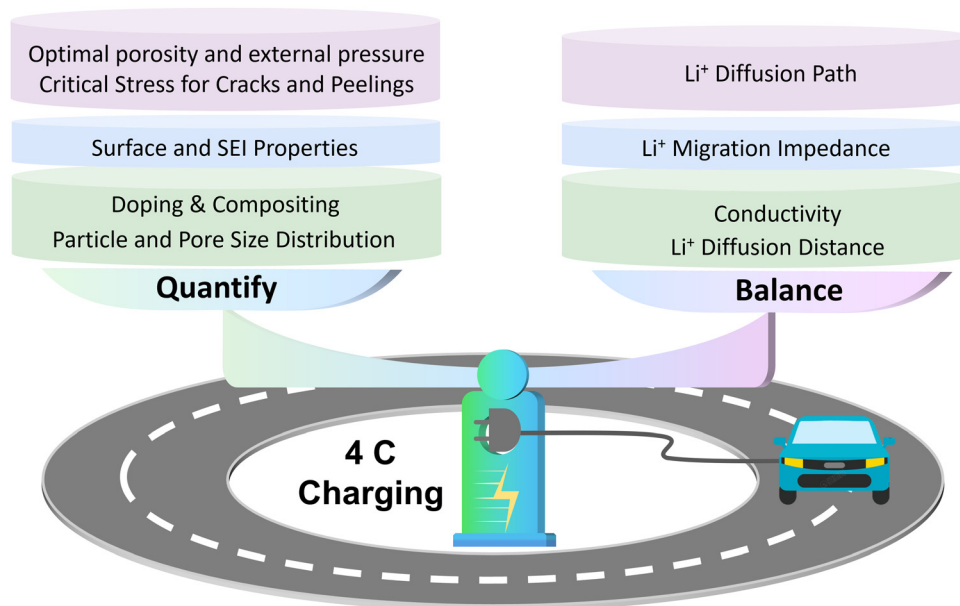 Optimal porosity and external pressure
Critical Stress for Cracks and Peelings
Surface and SEI Properties
Doping & Compositing
Particle and Pore Size Distribution
Quantify
Li⁺ Diffusion Path
Li⁺ Migration Impedance
Conductivity
Li⁺ Diffusion Distance
Balance
4 C
Charging